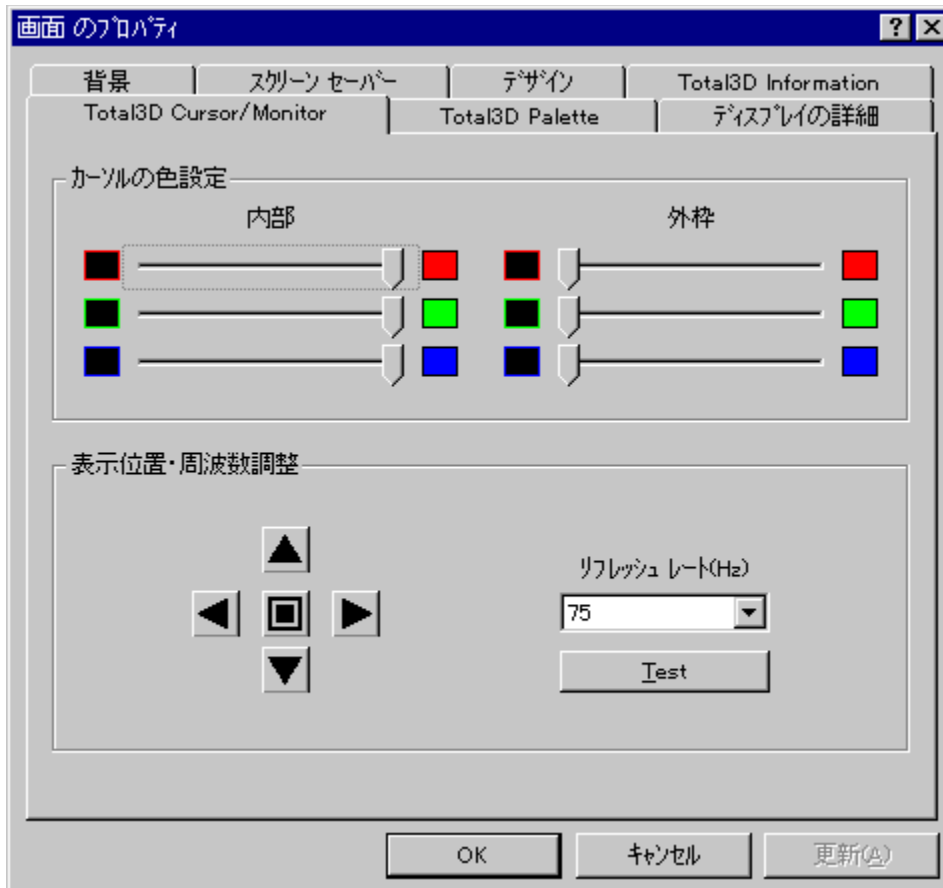 画面 のﾌﾟﾛﾊﾟﾃｨ
背景
ｽｸﾘｰﾝ ｾｰﾊﾞｰ
ﾃﾞｻﾞｲﾝ
Total3D Information
Total3D Cursor/Monitor
Total3D Palette
ﾃﾞｨｽﾌﾟﾚｲの詳細
ｶｰｿﾙの色設定
内部
外枠
表示位置・周波数調整
ﾘﾌﾚｯｼｭ ﾚｰﾄ(Hz)
75
Test
OK
ｷｬﾝｾﾙ
更新(A)